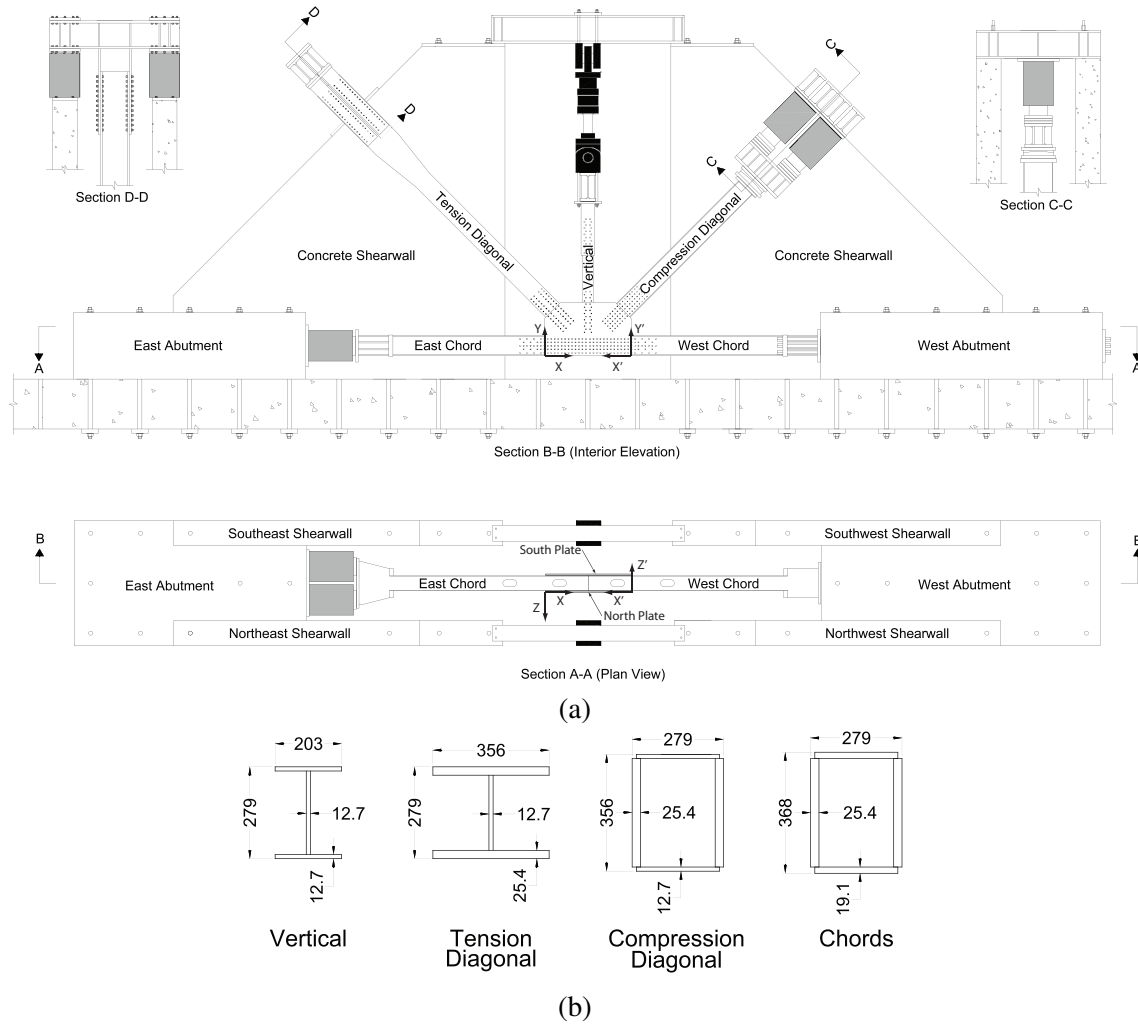 D
D
C
C
Section D-D
Section C-C
Tension Diagonal
Vertical
Compression Diagonal
Concrete Shearwall
Concrete Shearwall
East Abutment
East Chord
Y
X
Y'
X'
West Chord
West Abutment
A
A
Section B-B (Interior Elevation)
B
B
Southeast Shearwall
Southwest Shearwall
South Plate
East Abutment
East Chord
Z'
X
X'
Z
West Chord
West Abutment
North Plate
Northeast Shearwall
Northwest Shearwall
Section A-A (Plan View)
(a)
203
279
12.7
12.7
Vertical
356
279
12.7
25.4
Tension
Diagonal
279
356
25.4
12.7
Compression
Diagonal
279
368
25.4
19.1
Chords
(b)